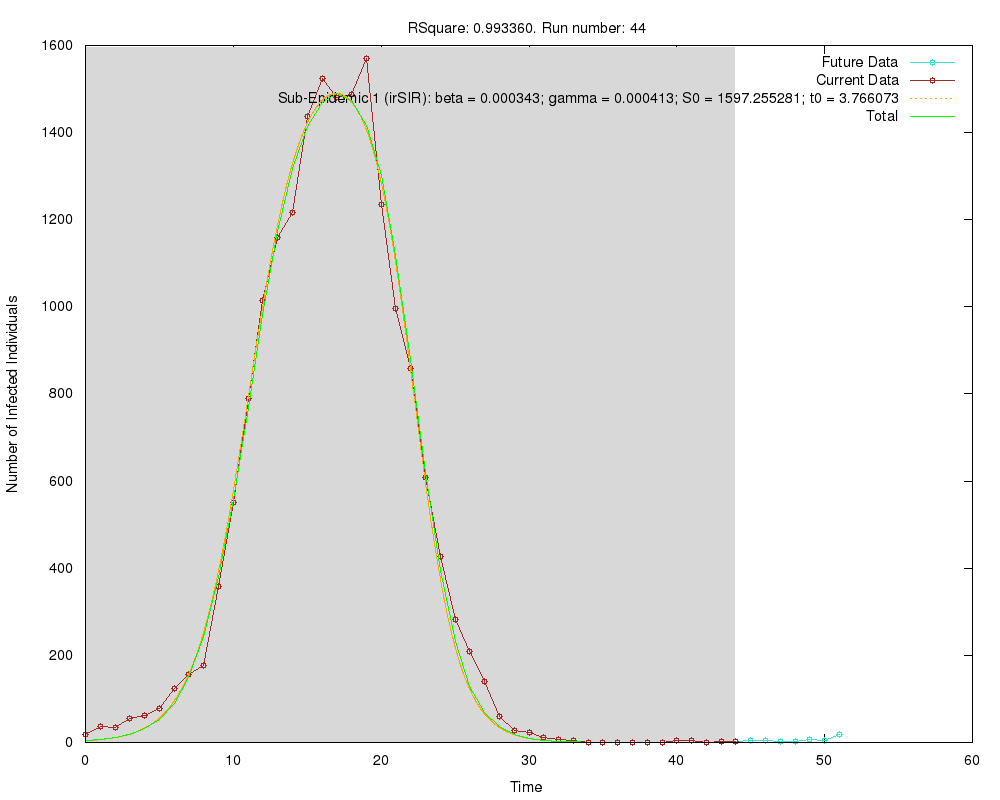 RSquare: 0.993360. Run number: 44
Future Data
Current Data
Sub-Epidemic 1 (irSIR): beta = 0.000343; gamma = 0.000413; S0 = 1597.255281; t0 = 3.766073
Total
1600
1400
1200
1000
800
600
400
200
0
Number of Infected Individuals
0 10 20 30 40 50 60
Time